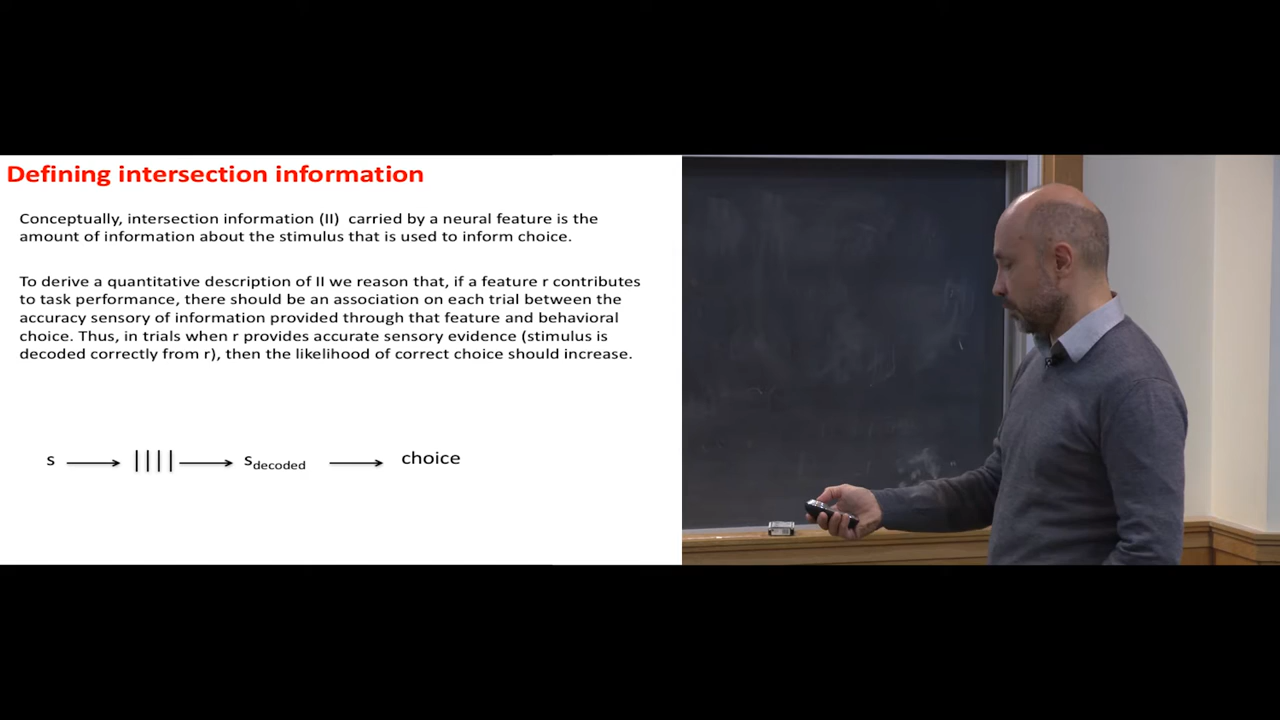 Defining intersection information
Conceptually, intersection information (II)  carried by a neural feature is the
amount of information about the stimulus that is used to inform choice.
To derive a quantitative description of II we reason that, if a feature r contributes
to task performance, there should be an association on each trial between the
accuracy sensory of information provided through that feature and behavioral
choice. Thus, in trials when r provides accurate sensory evidence (stimulus is
decoded correctly from r), then the likelihood of correct choice should increase.
s → |||| → s decoded → choice